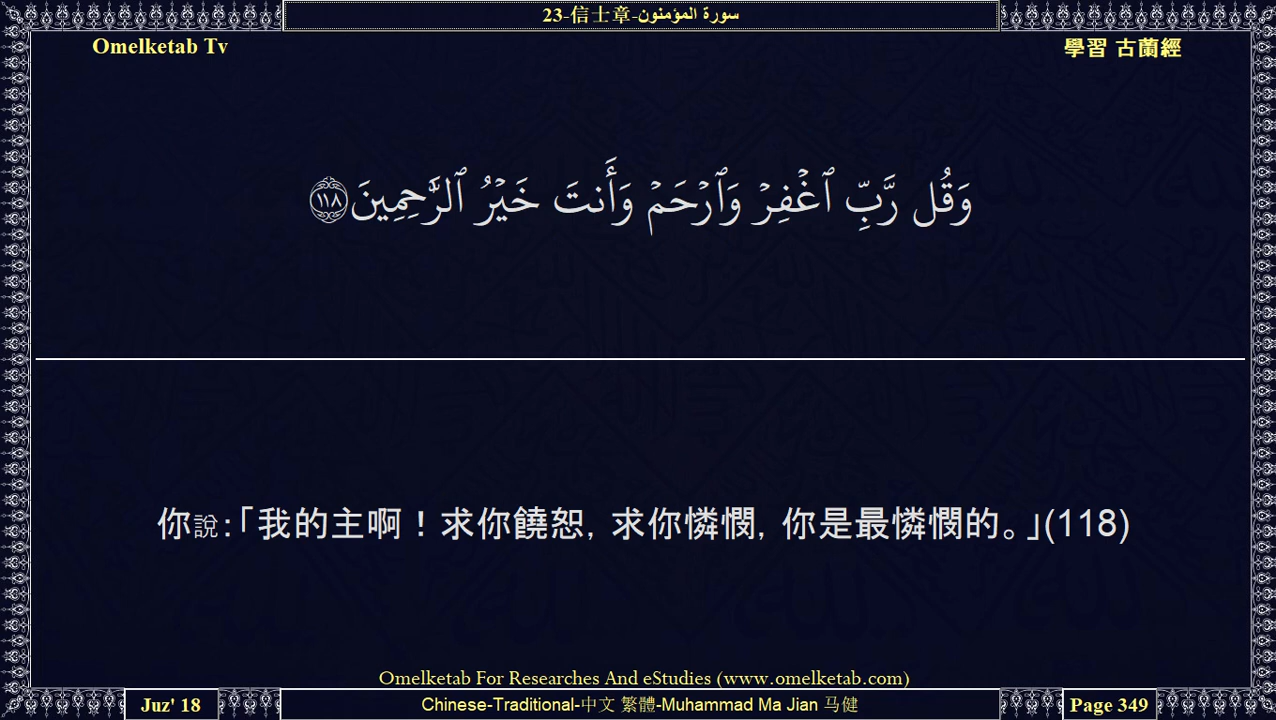 23-信士章-سورة المؤمنون
Omelketab Tv
學習 古蘭經
وَقُل رَّبِّ ٱغۡفِرۡ وَٱرۡحَمۡ وَأَنتَ خَيۡرُ ٱلرَّٰحِمِينَ ١١٨
你說:「我的主啊！求你饒恕, 求你憐憫, 你是最憐憫的。」(118)
Omelketab For Researches And eStudies (www.omelketab.com)
Juz' 18
Chinese-Traditional-中文 繁體-Muhammad Ma Jian 马健
Page 349